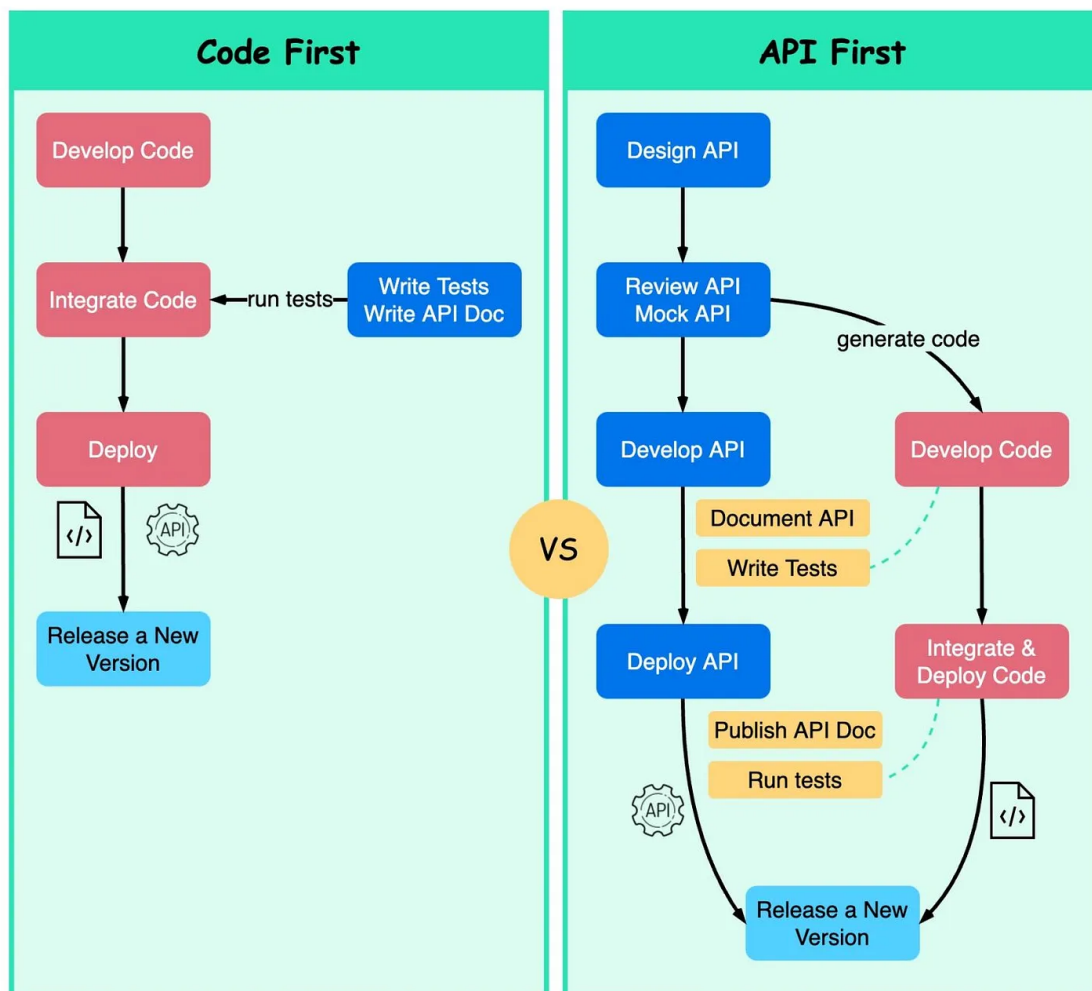 Code First
Develop Code
Integrate Code
run tests
Write Tests
Write API Doc
Deploy
</>
API
Release a New
Version
VS
API First
Design API
Review API
Mock API
generate code
Develop API
Develop Code
Document API
Write Tests
Deploy API
Integrate &
Deploy Code
Publish API Doc
Run tests
API
</>
Release a New
Version